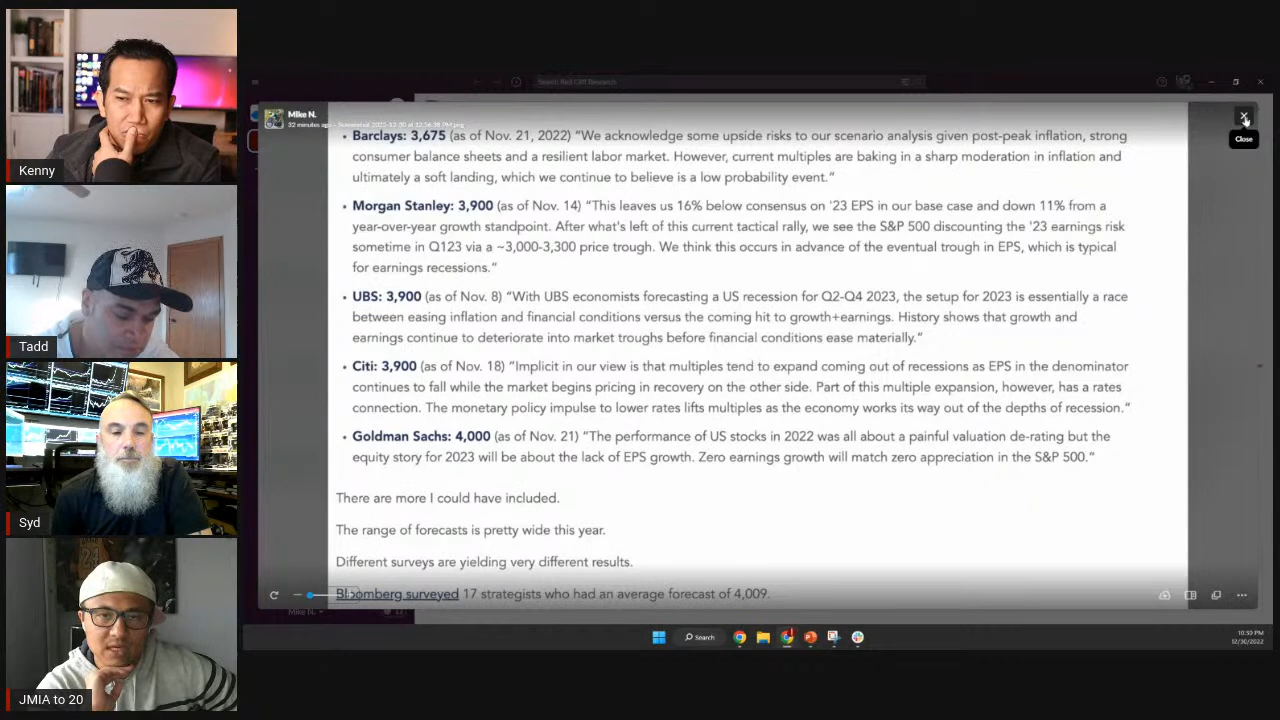 Kenny
Tadd
Syd
JMIA to 20
Mike N.
Close
• Barclays: 3,675 (as of Nov. 21, 2022) “We acknowledge some upside risks to our scenario analysis given post-peak inflation, strong
consumer balance sheets and a resilient labor market. However, current multiples are baking in a sharp moderation in inflation and
ultimately a soft landing, which we continue to believe is a low probability event.”
• Morgan Stanley: 3,900 (as of Nov. 14) “This leaves us 16% below consensus on '23 EPS in our base case and down 11% from a
year-over-year growth standpoint. After what's left of this current tactical rally, we see the S&P 500 discounting the '23 earnings risk
sometime in Q123 via a ~3,000-3,300 price trough. We think this occurs in advance of the eventual trough in EPS, which is typical
for earnings recessions.”
• UBS: 3,900 (as of Nov. 8) “With UBS economists forecasting a US recession for Q2-Q4 2023, the setup for 2023 is essentially a race
between easing inflation and financial conditions versus the coming hit to growth+earnings. History shows that growth and
earnings continue to deteriorate into market troughs before financial conditions ease materially.”
• Citi: 3,900 (as of Nov. 18) “Implicit in our view is that multiples tend to expand coming out of recessions as EPS in the denominator
continues to fall while the market begins pricing in recovery on the other side. Part of this multiple expansion, however, has a rates
connection. The monetary policy impulse to lower rates lifts multiples as the economy works its way out of the depths of recession.”
• Goldman Sachs: 4,000 (as of Nov. 21) “The performance of US stocks in 2022 was all about a painful valuation de-rating but the
equity story for 2023 will be about the lack of EPS growth. Zero earnings growth will match zero appreciation in the S&P 500.”
There are more I could have included.
The range of forecasts is pretty wide this year.
Different surveys are yielding very different results.
Bloomberg surveyed 17 strategists who had an average forecast of 4,009.
Mike N.
Search
10:30 PM
12/30/2022